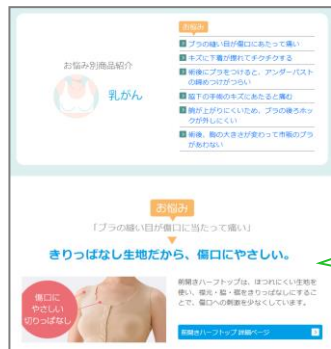 お悩み別商品紹介
乳がん
お悩み
ブラの縫い目が傷口にあたって痛い
キズに下着が擦れてチクチクする
術後にブラをつけると、アンダーバスト
の締めつけがつらい
脇下の手術のキズにあたると痛む
腕が上がりにくいため、ブラの後ろホッ
クが外しにくい
術後、胸の大きさが変わって市販のブラ
があわない
お悩み
「ブラの縫い目が傷口に当たって痛い」
きりっぱなし生地だから、傷口にやさしい。
傷口に
やさしい
切りっぱなし
前開きハーフトップは、ほつれにくい生地を
使い、襟元・脇・裾をきりっぱなしにするこ
とで、傷口への刺激を少なくしています。
前開きハーフトップ 詳細ページ